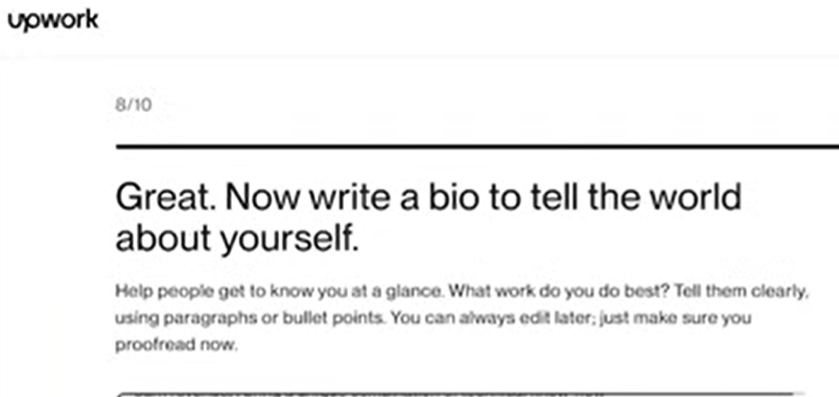 upwork
8/10
Great. Now write a bio to tell the world
about yourself.
Help people get to know you at a glance. What work do you do best? Tell them clearly,
using paragraphs or bullet points. You can always edit later; just make sure you
proofread now.